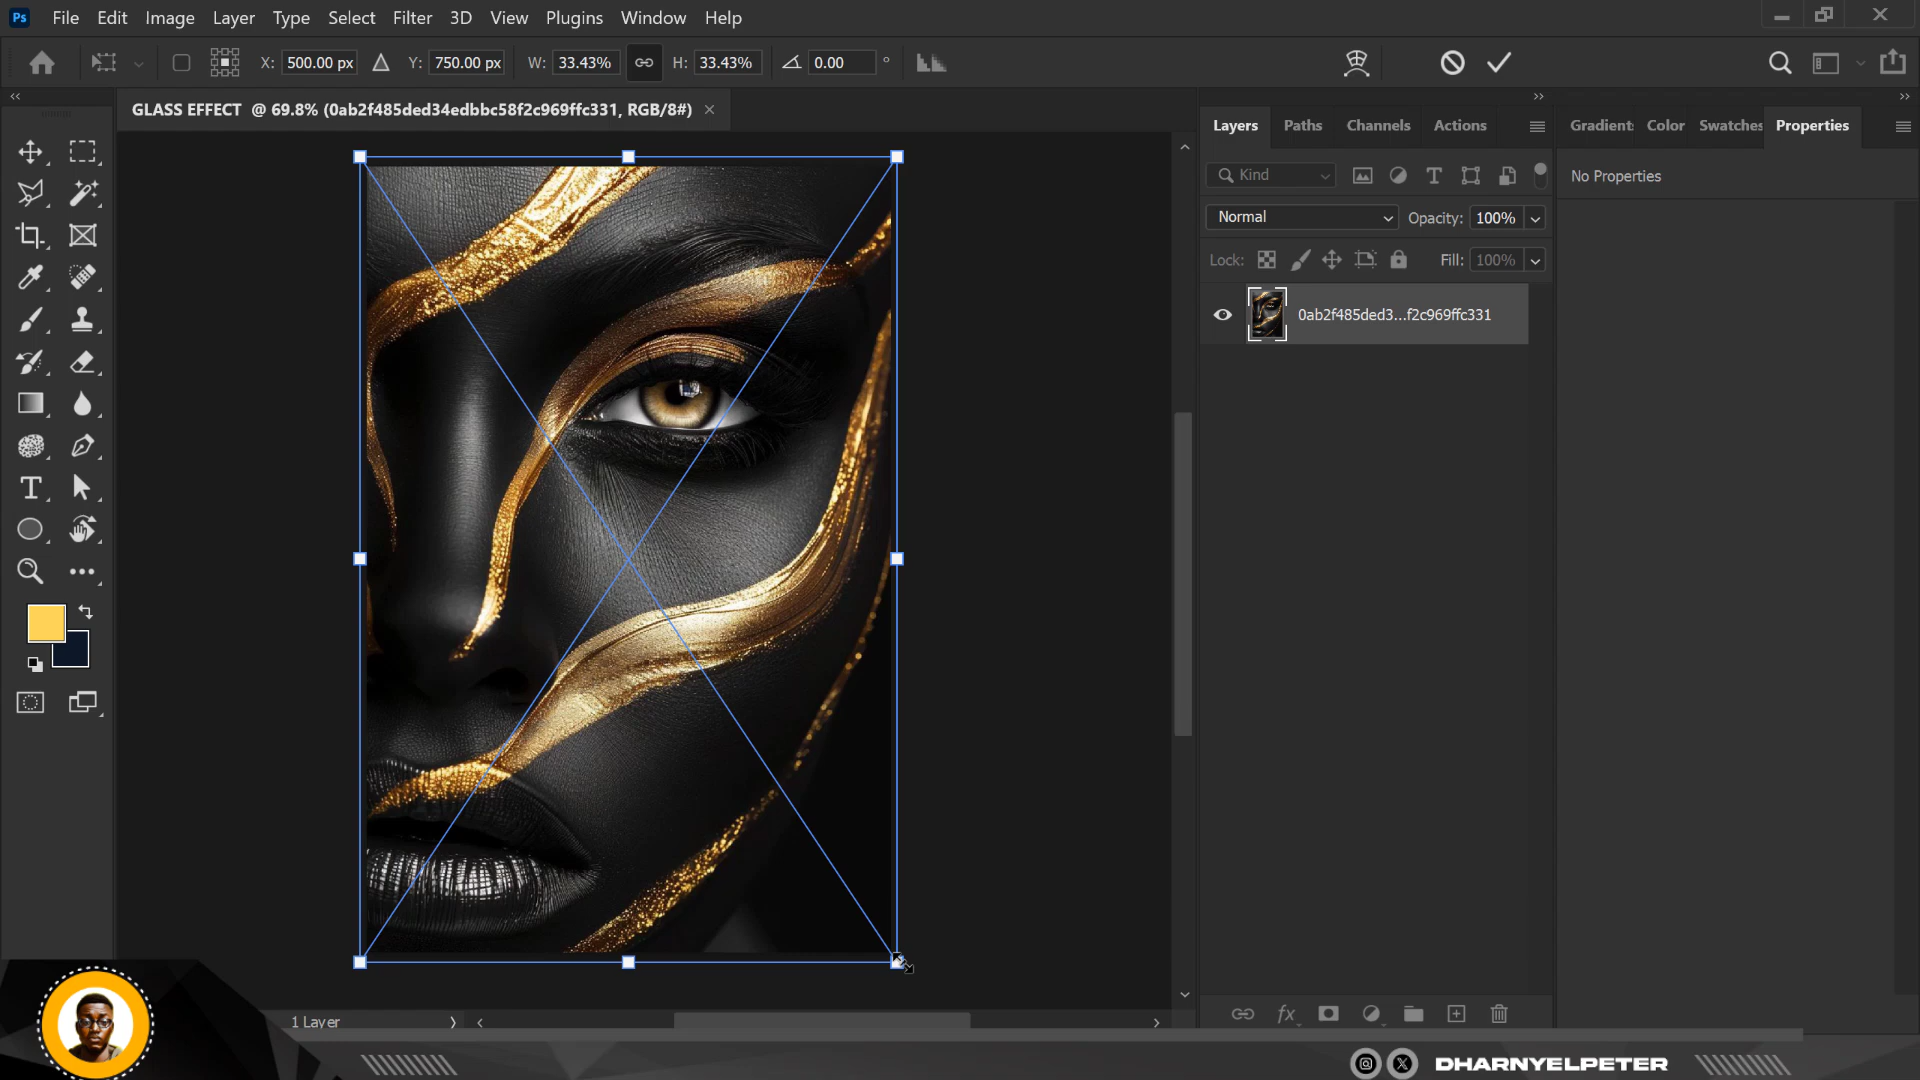 Ps File Edit Image Layer Type Select Filter 3D View Plugins Window Help
X: 500.00 px Y: 750.00 px W: 33.43% H: 33.43% 0.00 °
GLASS EFFECT @ 69.8% (0ab2f485ded34edbbc58f2c969ffc331, RGB/8#) ×
Layers Paths Channels Actions
Gradient Color Swatches Properties
Kind
No Properties
Normal Opacity: 100%
Lock: Fill: 100%
0ab2f485ded3...f2c969ffc331
1 Layer
fx
DHARNYELPETER